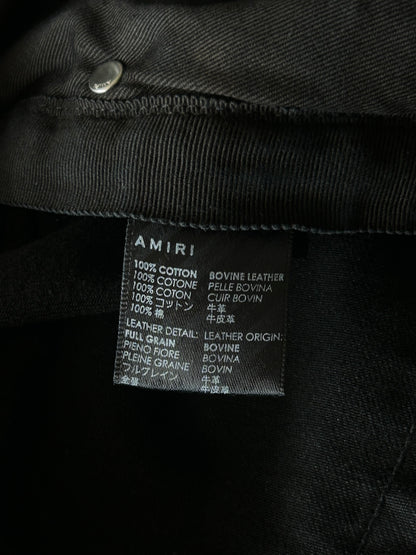 AMIRI
100% COTTON BOVINE LEATHER
100% COTONE PELLE BOVINA
100% COTON CUIR BOVIN
100% コットン 牛革
100% 棉 牛皮革
LEATHER DETAIL: LEATHER ORIGIN:
FULL GRAIN BOVINE
PIENO FIORE BOVINA
PLEINE GRAINE BOVIN
フルグレイン 牛革
牛皮革